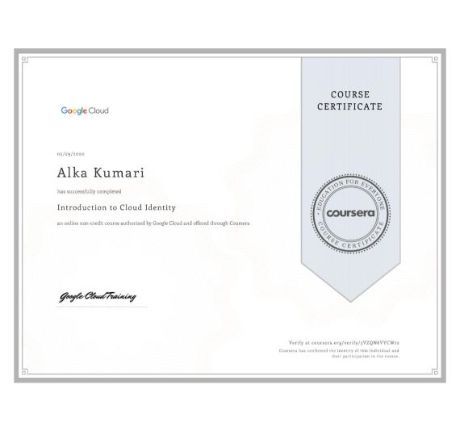 COURSE
CERTIFICATE
Google Cloud
Alka Kumari
has successfully completed
Introduction to Cloud Identity
an online non-credit course authorized by Google Cloud and offered through Coursera
EDUCATION FOR EVERYONE
coursera
COURSE CERTIFICATE
Google Cloud Training
Verify at coursera.org/verify/
Coursera has confirmed the identity of this individual and
their participation in the course.